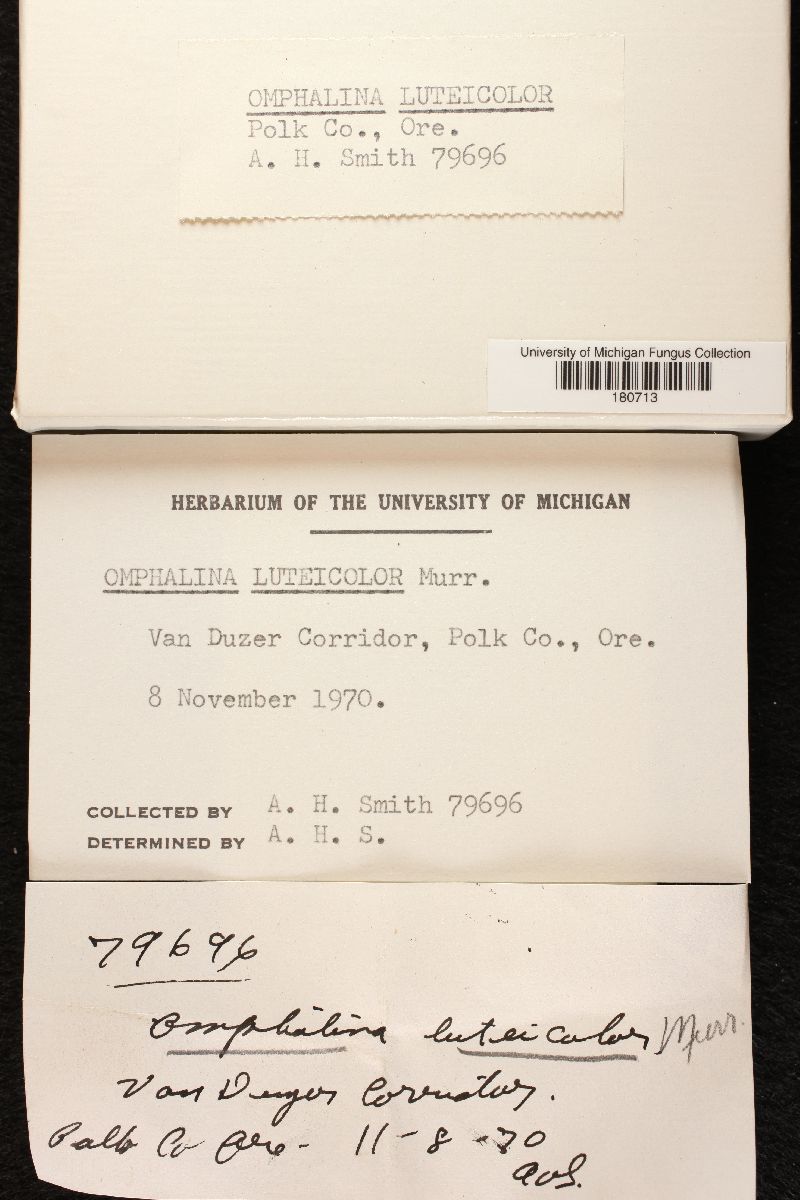 OMPHALINA LUTEICOLOR
Polk Co., Ore.
A. H. Smith 79696
University of Michigan Fungus Collection
180713
HERBARIUM OF THE UNIVERSITY OF MICHIGAN
OMPHALINA LUTEICOLOR Murr.
Van Duzer Corridor, Polk Co., Ore.
8 November 1970.
COLLECTED BY A. H. Smith 79696
DETERMINED BY A. H. S.
79696
Omphalina luteicolor Murr.
Van Duzer Corridor.
Polk Co Ore - 11-8-70